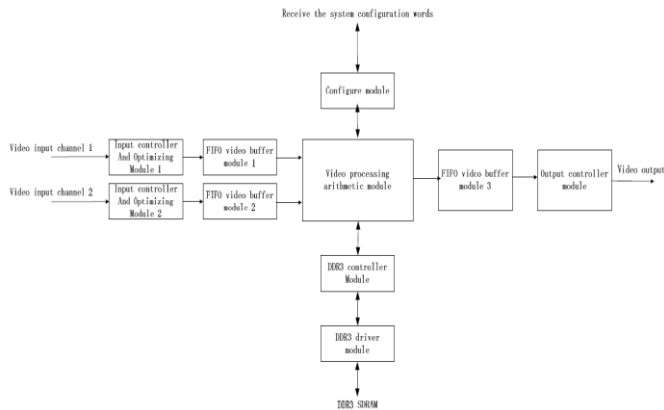 Receive the system configuration words
Configure module
Video input channel 1
Input controller
And Optimizing
Module 1
FIFO video buffer
module 1
Video processing
arithmetic module
FIFO video buffer
module 3
Output controller
module
Video output
Video input channel 2
Input controller
And Optimizing
Module 2
FIFO video buffer
module 2
DDR3 controller
Module
DDR3 driver
module
DDR3 SDRAM